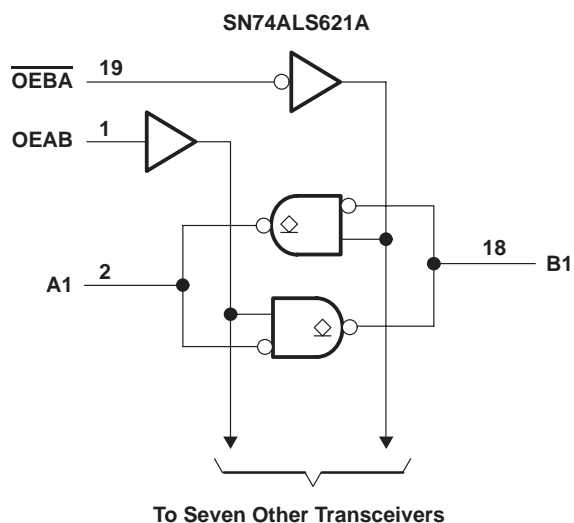 SN74ALS621A
OEBA 19
OEAB 1
A1 2
18 B1
To Seven Other Transceivers